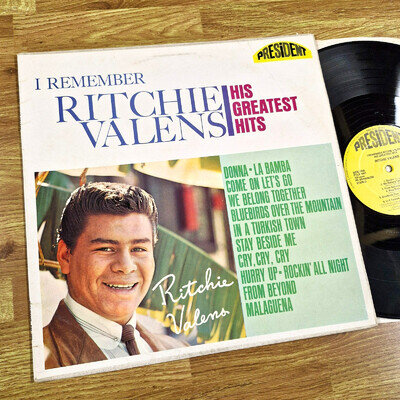 PRESIDENT
I REMEMBER
RITCHIE
VALENS
HIS
GREATEST
HITS
DONNA • LA BAMBA
COME ON LET'S GO
WE BELONG TOGETHER
BLUEBIRDS OVER THE MOUNTAIN
IN A TURKISH TOWN
STAY BESIDE ME
CRY, CRY, CRY
HURRY UP • ROCKIN' ALL NIGHT
FROM BEYOND
MALAGUENA
Ritchie
Valens
PRESIDENT